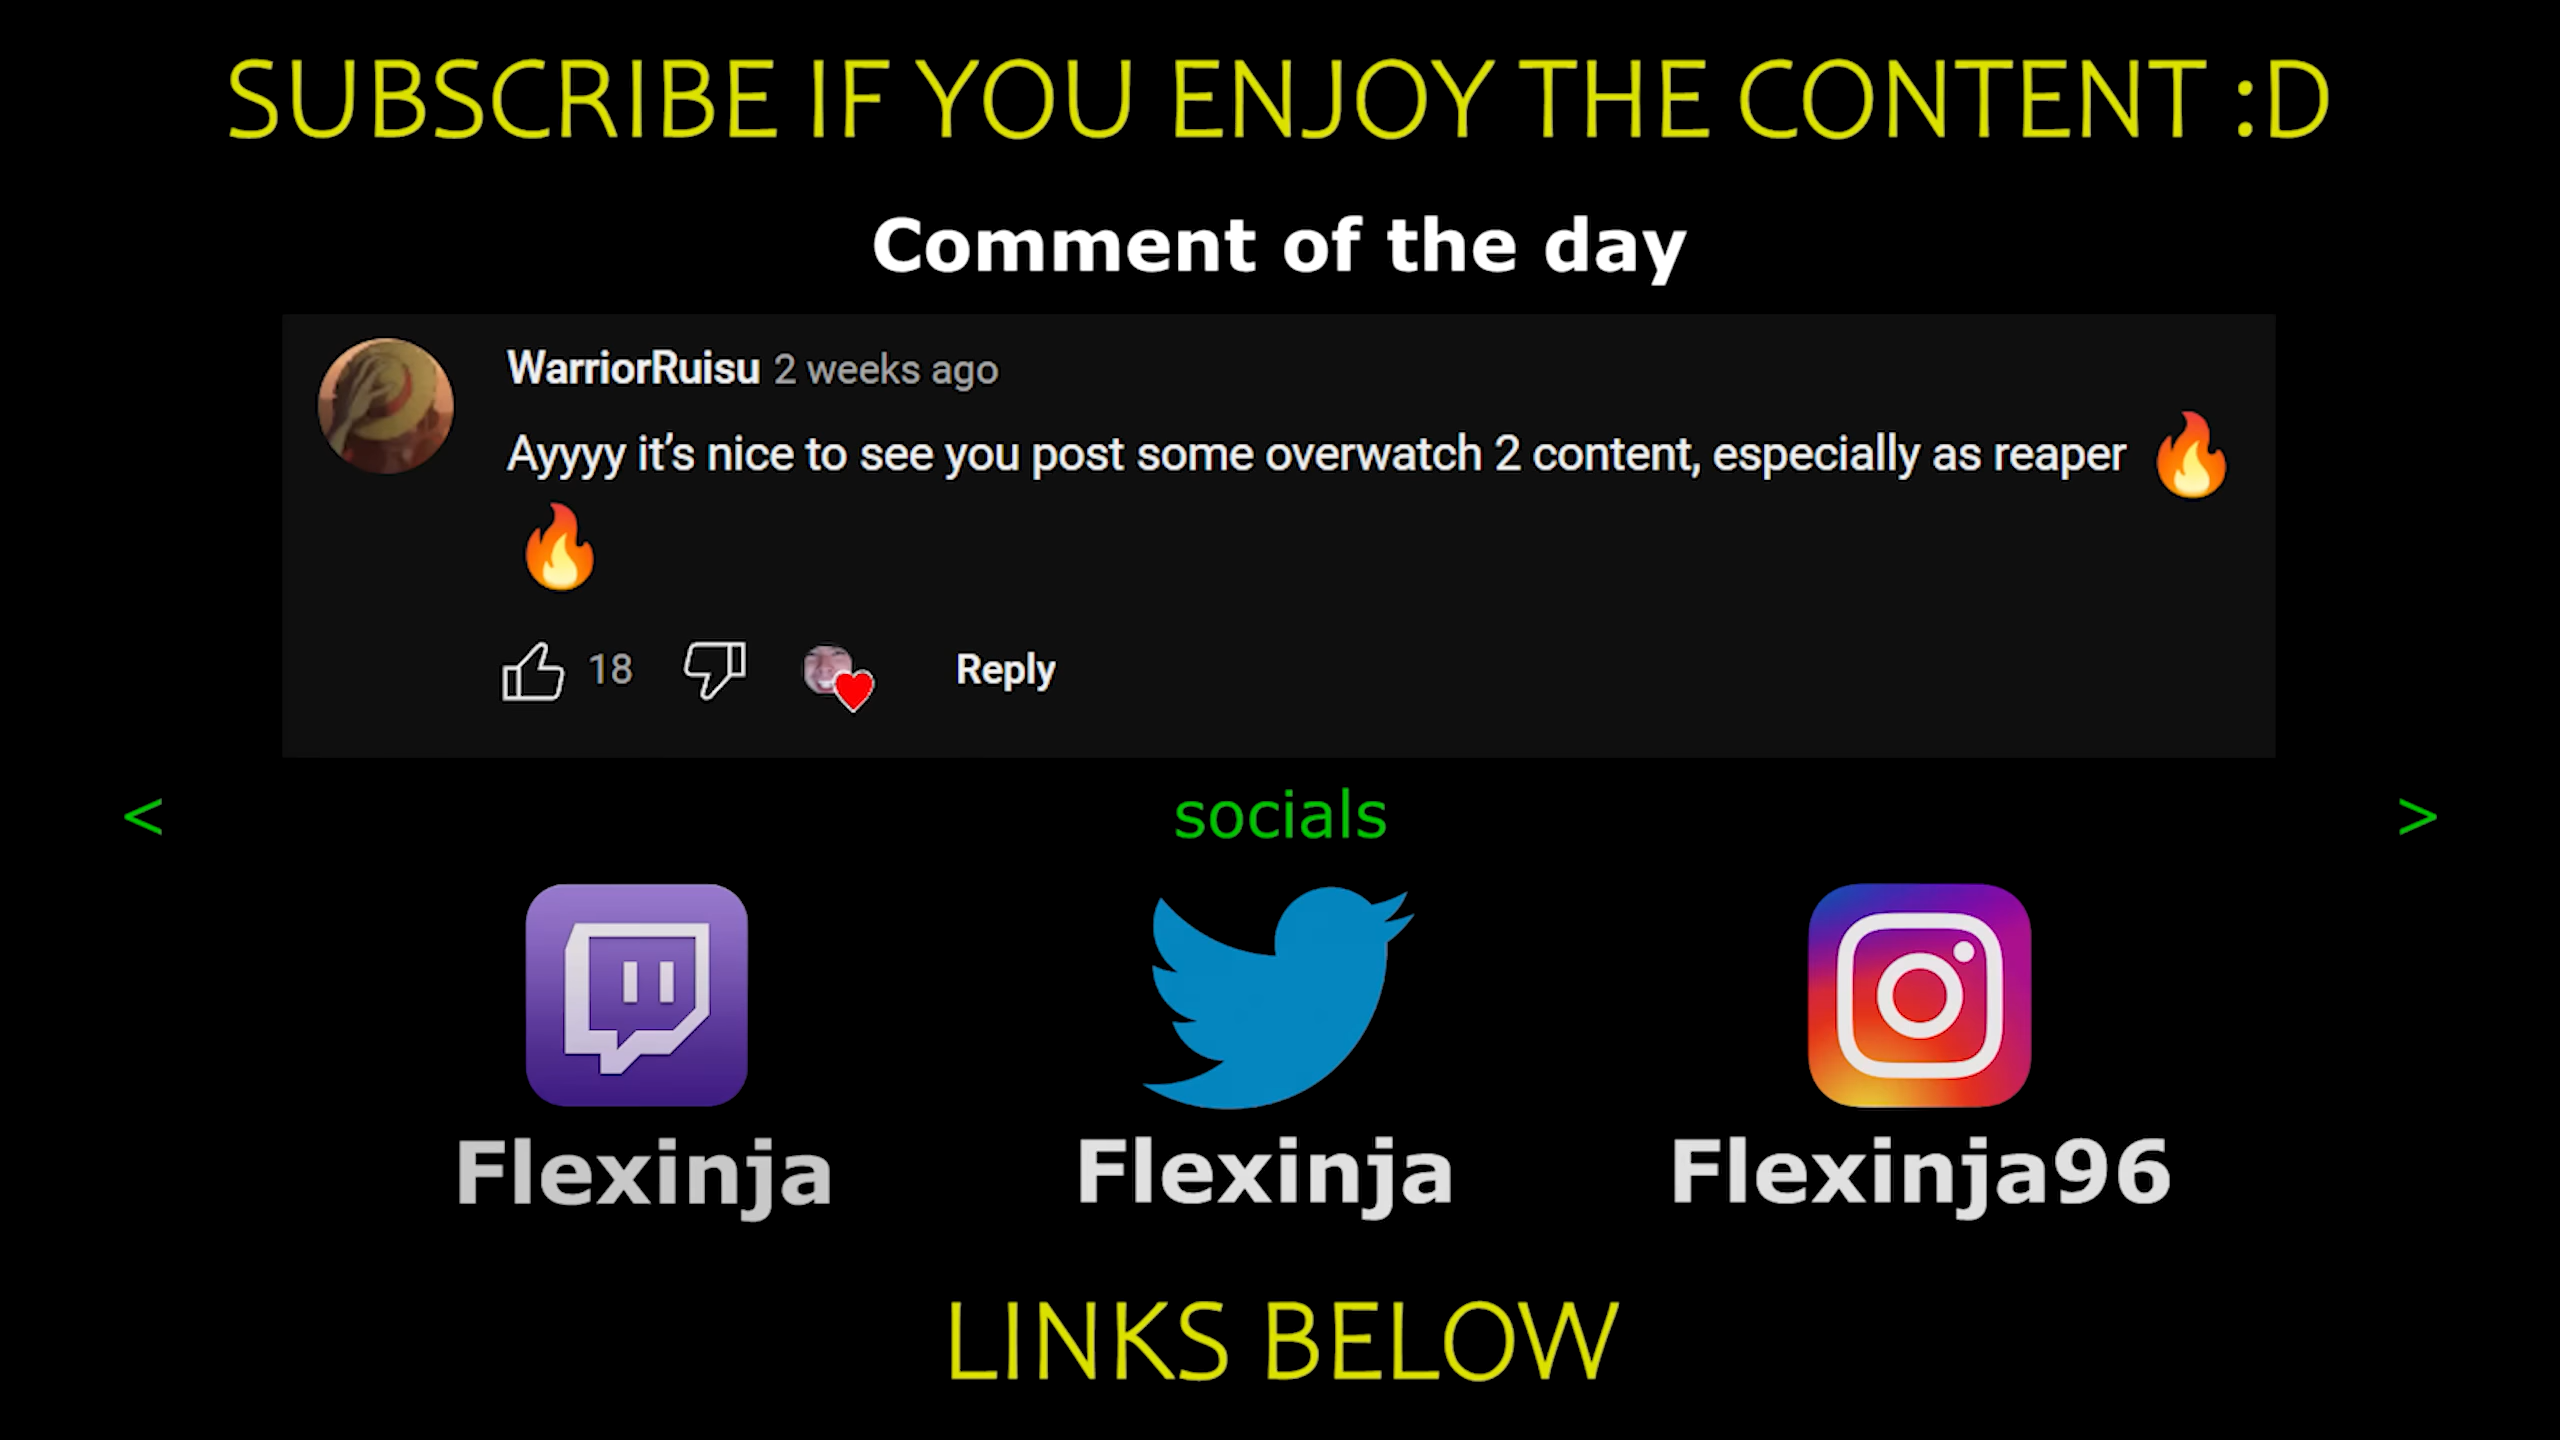 SUBSCRIBE IF YOU ENJOY THE CONTENT :D
Comment of the day
WarriorRuisu 2 weeks ago
Ayyyy it’s nice to see you post some overwatch 2 content, especially as reaper 🔥
🔥
18 Reply
< socials >
Flexinja Flexinja Flexinja96
LINKS BELOW